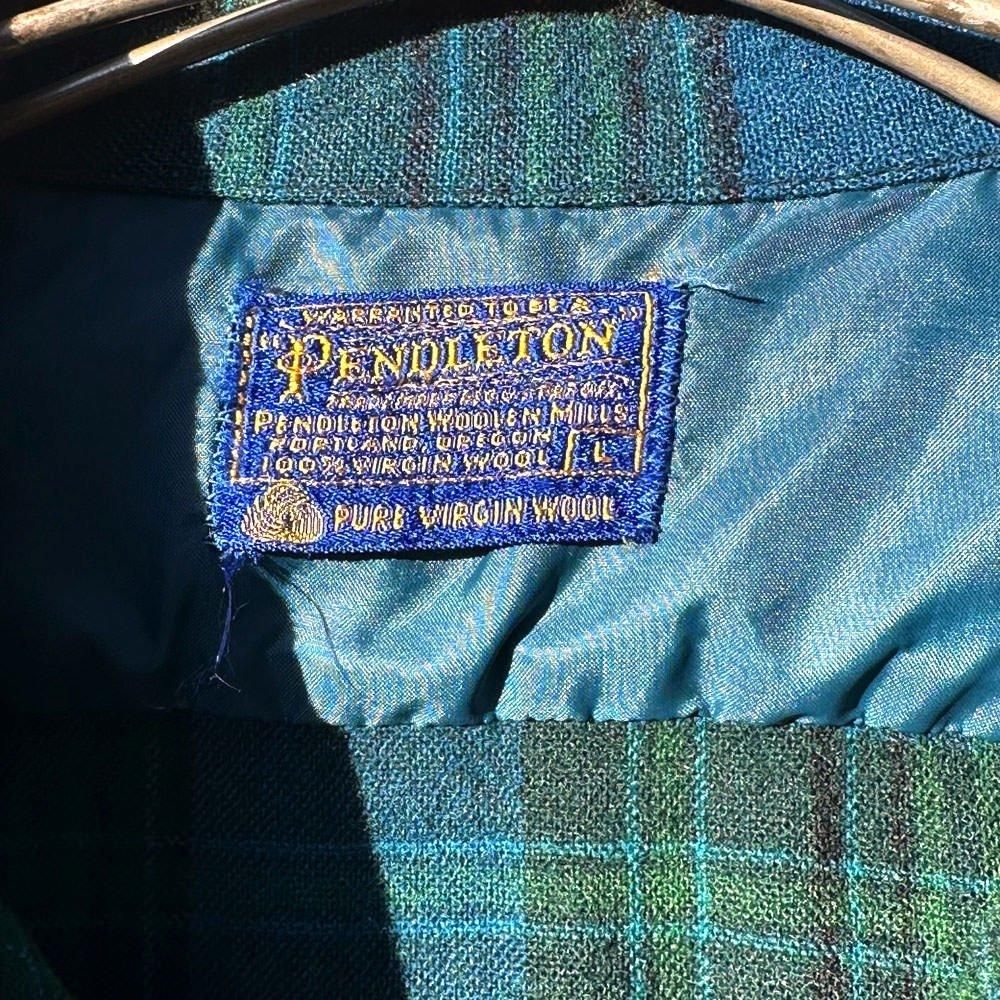 WARRANTED TO BE A
"PENDLETON"
PENDLETON WOOLEN MILLS
PORTLAND, OREGON
100% VIRGIN WOOL
L
PURE VIRGIN WOOL